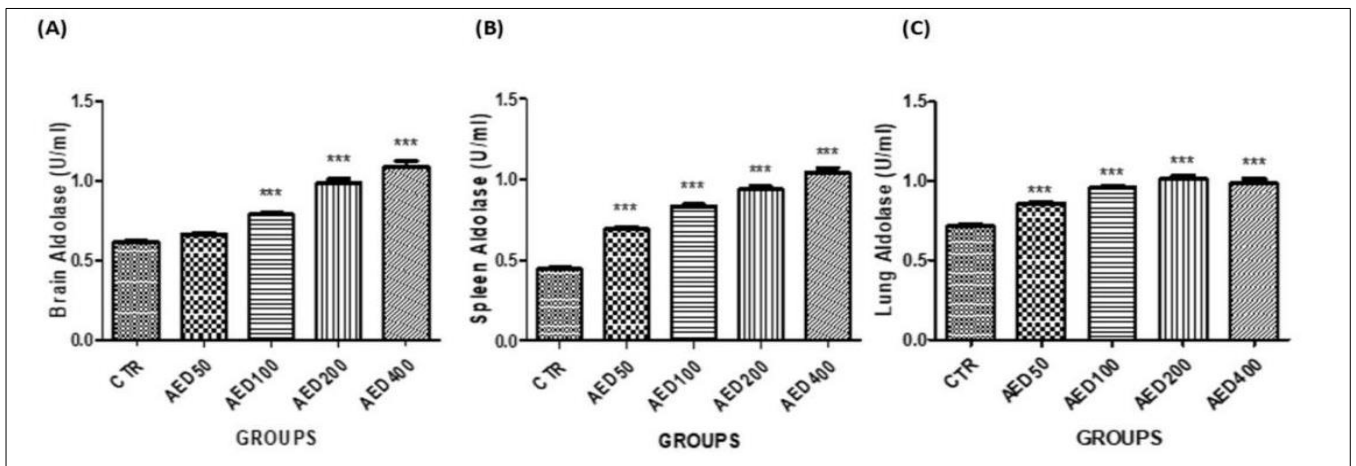 (A)
Brain Aldolase (U/ml)
1.5
1.0
0.5
0.0
***
***
***
CTR
AED50
AED100
AED200
AED400
GROUPS
(B)
Spleen Aldolase (U/ml)
1.5
1.0
0.5
0.0
***
***
***
***
CTR
AED50
AED100
AED200
AED400
GROUPS
(C)
Lung Aldolase (U/ml)
1.5
1.0
0.5
0.0
***
***
***
***
CTR
AED50
AED100
AED200
AED400
GROUPS